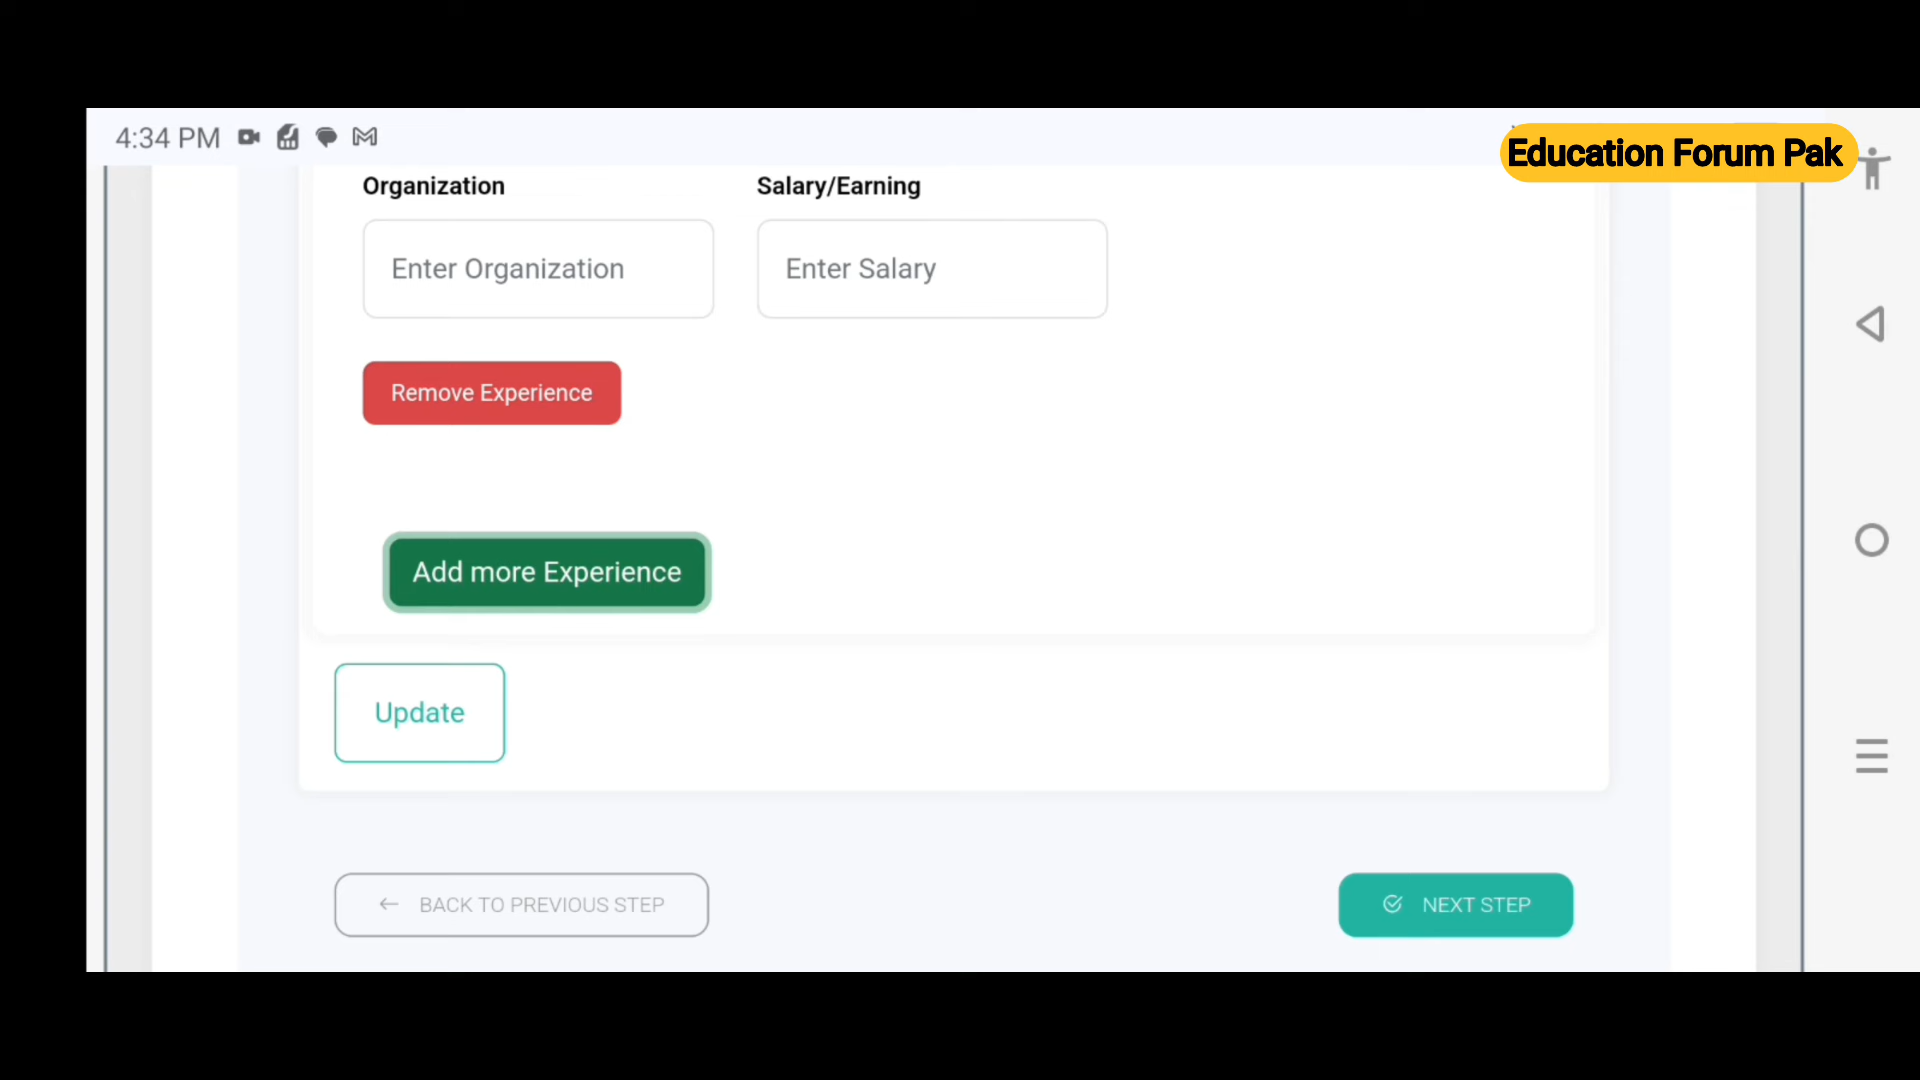 4:34 PM
Education Forum Pak
Organization
Salary/Earning
Enter Organization
Enter Salary
Remove Experience
Add more Experience
Update
BACK TO PREVIOUS STEP
NEXT STEP